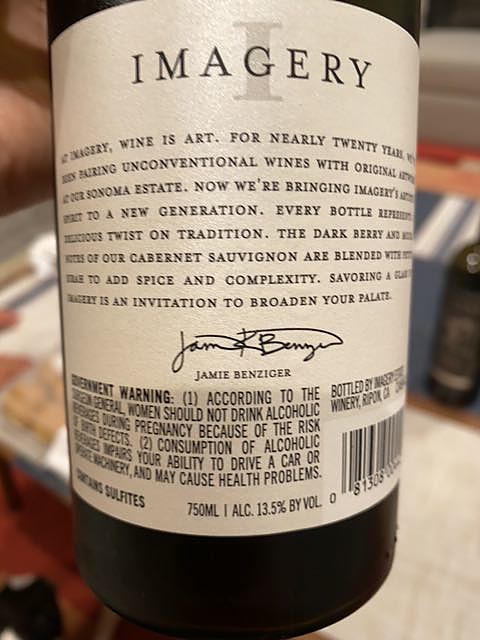 I
IMAGERY
AT IMAGERY, WINE IS ART. FOR NEARLY TWENTY YEARS,
BEEN PAIRING UNCONVENTIONAL WINES WITH ORIGINAL
AT OUR SONOMA ESTATE. NOW WE'RE BRINGING IMAGERY'S
SPIRIT TO A NEW GENERATION. EVERY BOTTLE
DELICIOUS TWIST ON TRADITION. THE DARK BERRY AND
NOTES OF OUR CABERNET SAUVIGNON ARE BLENDED WITH
SIRAH TO ADD SPICE AND COMPLEXITY. SAVORING A
IMAGERY IS AN INVITATION TO BROADEN YOUR PALATE.
Jam K Benziger
JAMIE BENZIGER
GOVERNMENT WARNING: (1) ACCORDING TO THE
SURGEON GENERAL, WOMEN SHOULD NOT DRINK ALCOHOLIC
BEVERAGES DURING PREGNANCY BECAUSE OF THE RISK
OF BIRTH DEFECTS. (2) CONSUMPTION OF ALCOHOLIC
BEVERAGES IMPAIRS YOUR ABILITY TO DRIVE A CAR OR
OPERATE MACHINERY, AND MAY CAUSE HEALTH PROBLEMS.
CONTAINS SULFITES
750ML | ALC. 13.5% BY VOL.
BOTTLED BY IMAGERY
WINERY, RIPON, CA
0 81308 00